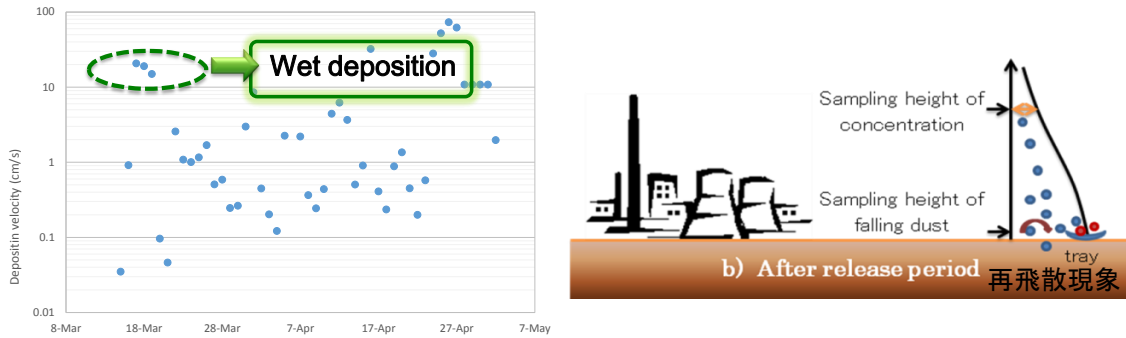 Depositin velocity (cm/s)
100
10
1
0.1
0.01
8-Mar
18-Mar
28-Mar
7-Apr
17-Apr
27-Apr
7-May
Wet deposition
Sampling height of
concentration
Sampling height of
falling dust
tray
b) After release period
再飛散現象